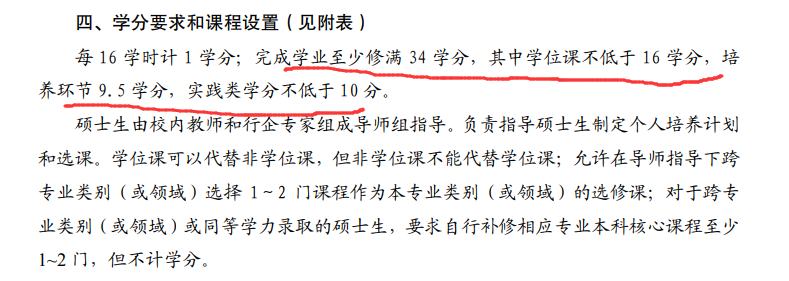 四、学分要求和课程设置（见附表）
每 16 学时计 1 学分；完成学业至少修满 34 学分，其中学位课不低于 16 学分，培
养环节 9.5 学分，实践类学分不低于 10 分。
硕士生由校内教师和行企专家组成导师组指导。负责指导硕士生制定个人培养计划
和选课。学位课可以代替非学位课，但非学位课不能代替学位课；允许在导师指导下跨
专业类别（或领域）选择 1~2 门课程作为本专业类别（或领域）的选修课；对于跨专
业类别（或领域）或同等学力录取的硕士生，要求自行补修相应专业本科核心课程至少
1~2 门，但不计学分。